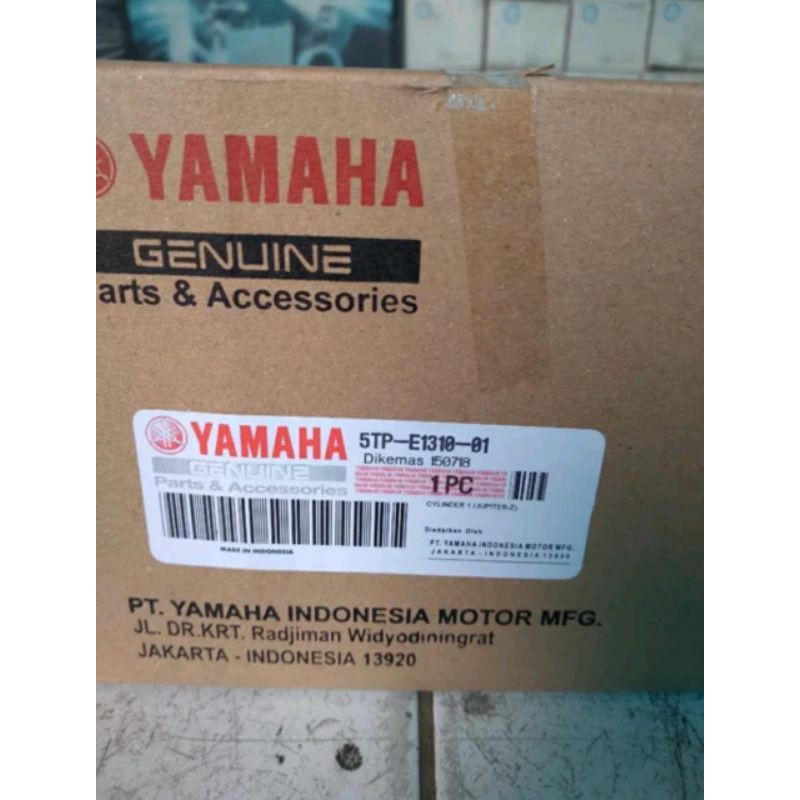 YAMAHA
GENUINE
arts & Accessories
YAMAHA 5TP-E1310-01
GENUINE Dikemas 150718
Parts & Accessories 1 PC
CYLINDER 1 (JUPITER-Z)
Diedarkan Oleh
PT. YAMAHA INDONESIA MOTOR MFG.
JAKARTA - INDONESIA 13920
MADE IN INDONESIA
PT. YAMAHA INDONESIA MOTOR MFG.
JL. DR.KRT. Radjiman Widyodiningrat
JAKARTA - INDONESIA 13920